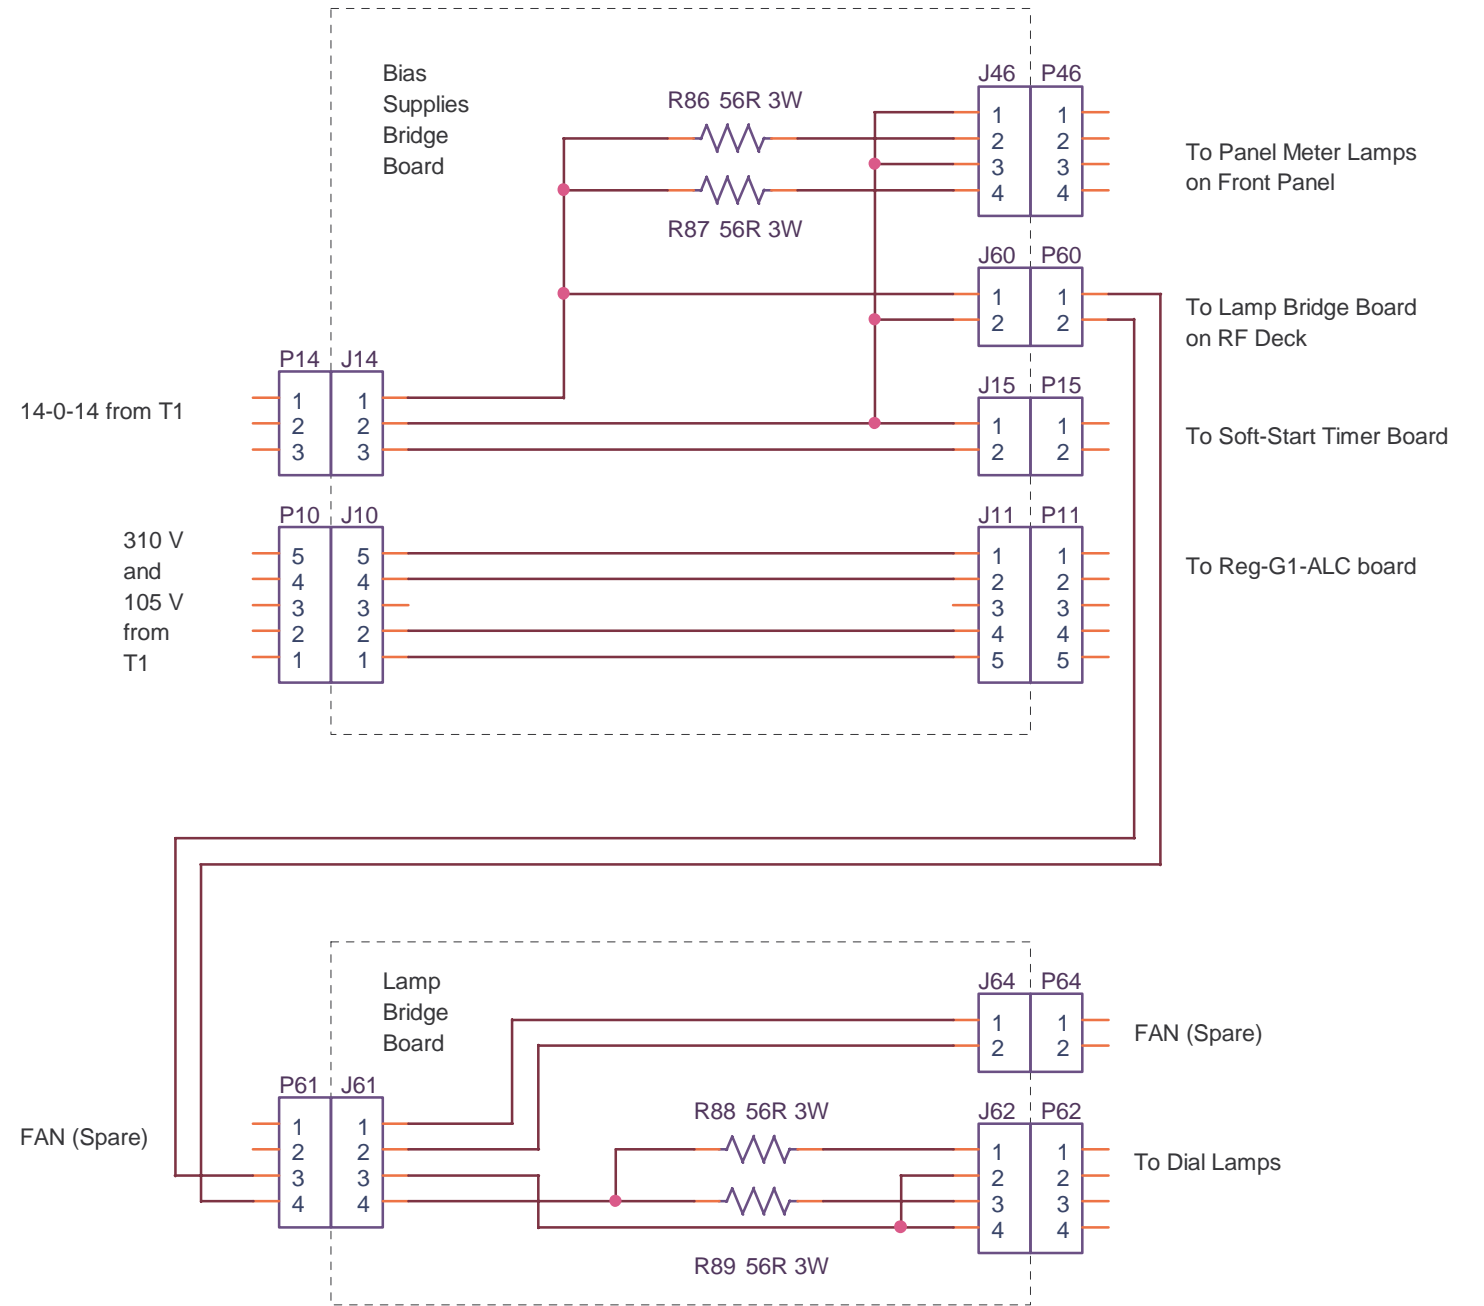 Bias
Supplies
Bridge
Board
R86 56R 3W
R87 56R 3W
J46 P46
1 1
2 2
3 3
4 4
To Panel Meter Lamps
on Front Panel
J60 P60
1 1
2 2
To Lamp Bridge Board
on RF Deck
14-0-14 from T1
P14 J14
1 1
2 2
3 3
J15 P15
1 1
2 2
To Soft-Start Timer Board
310 V
and
105 V
from
T1
P10 J10
5 5
4 4
3 3
2 2
1 1
J11 P11
1 1
2 2
3 3
4 4
5 5
To Reg-G1-ALC board
Lamp
Bridge
Board
J64 P64
1 1
2 2
FAN (Spare)
FAN (Spare)
P61 J61
1 1
2 2
3 3
4 4
R88 56R 3W
R89 56R 3W
J62 P62
1 1
2 2
3 3
4 4
To Dial Lamps